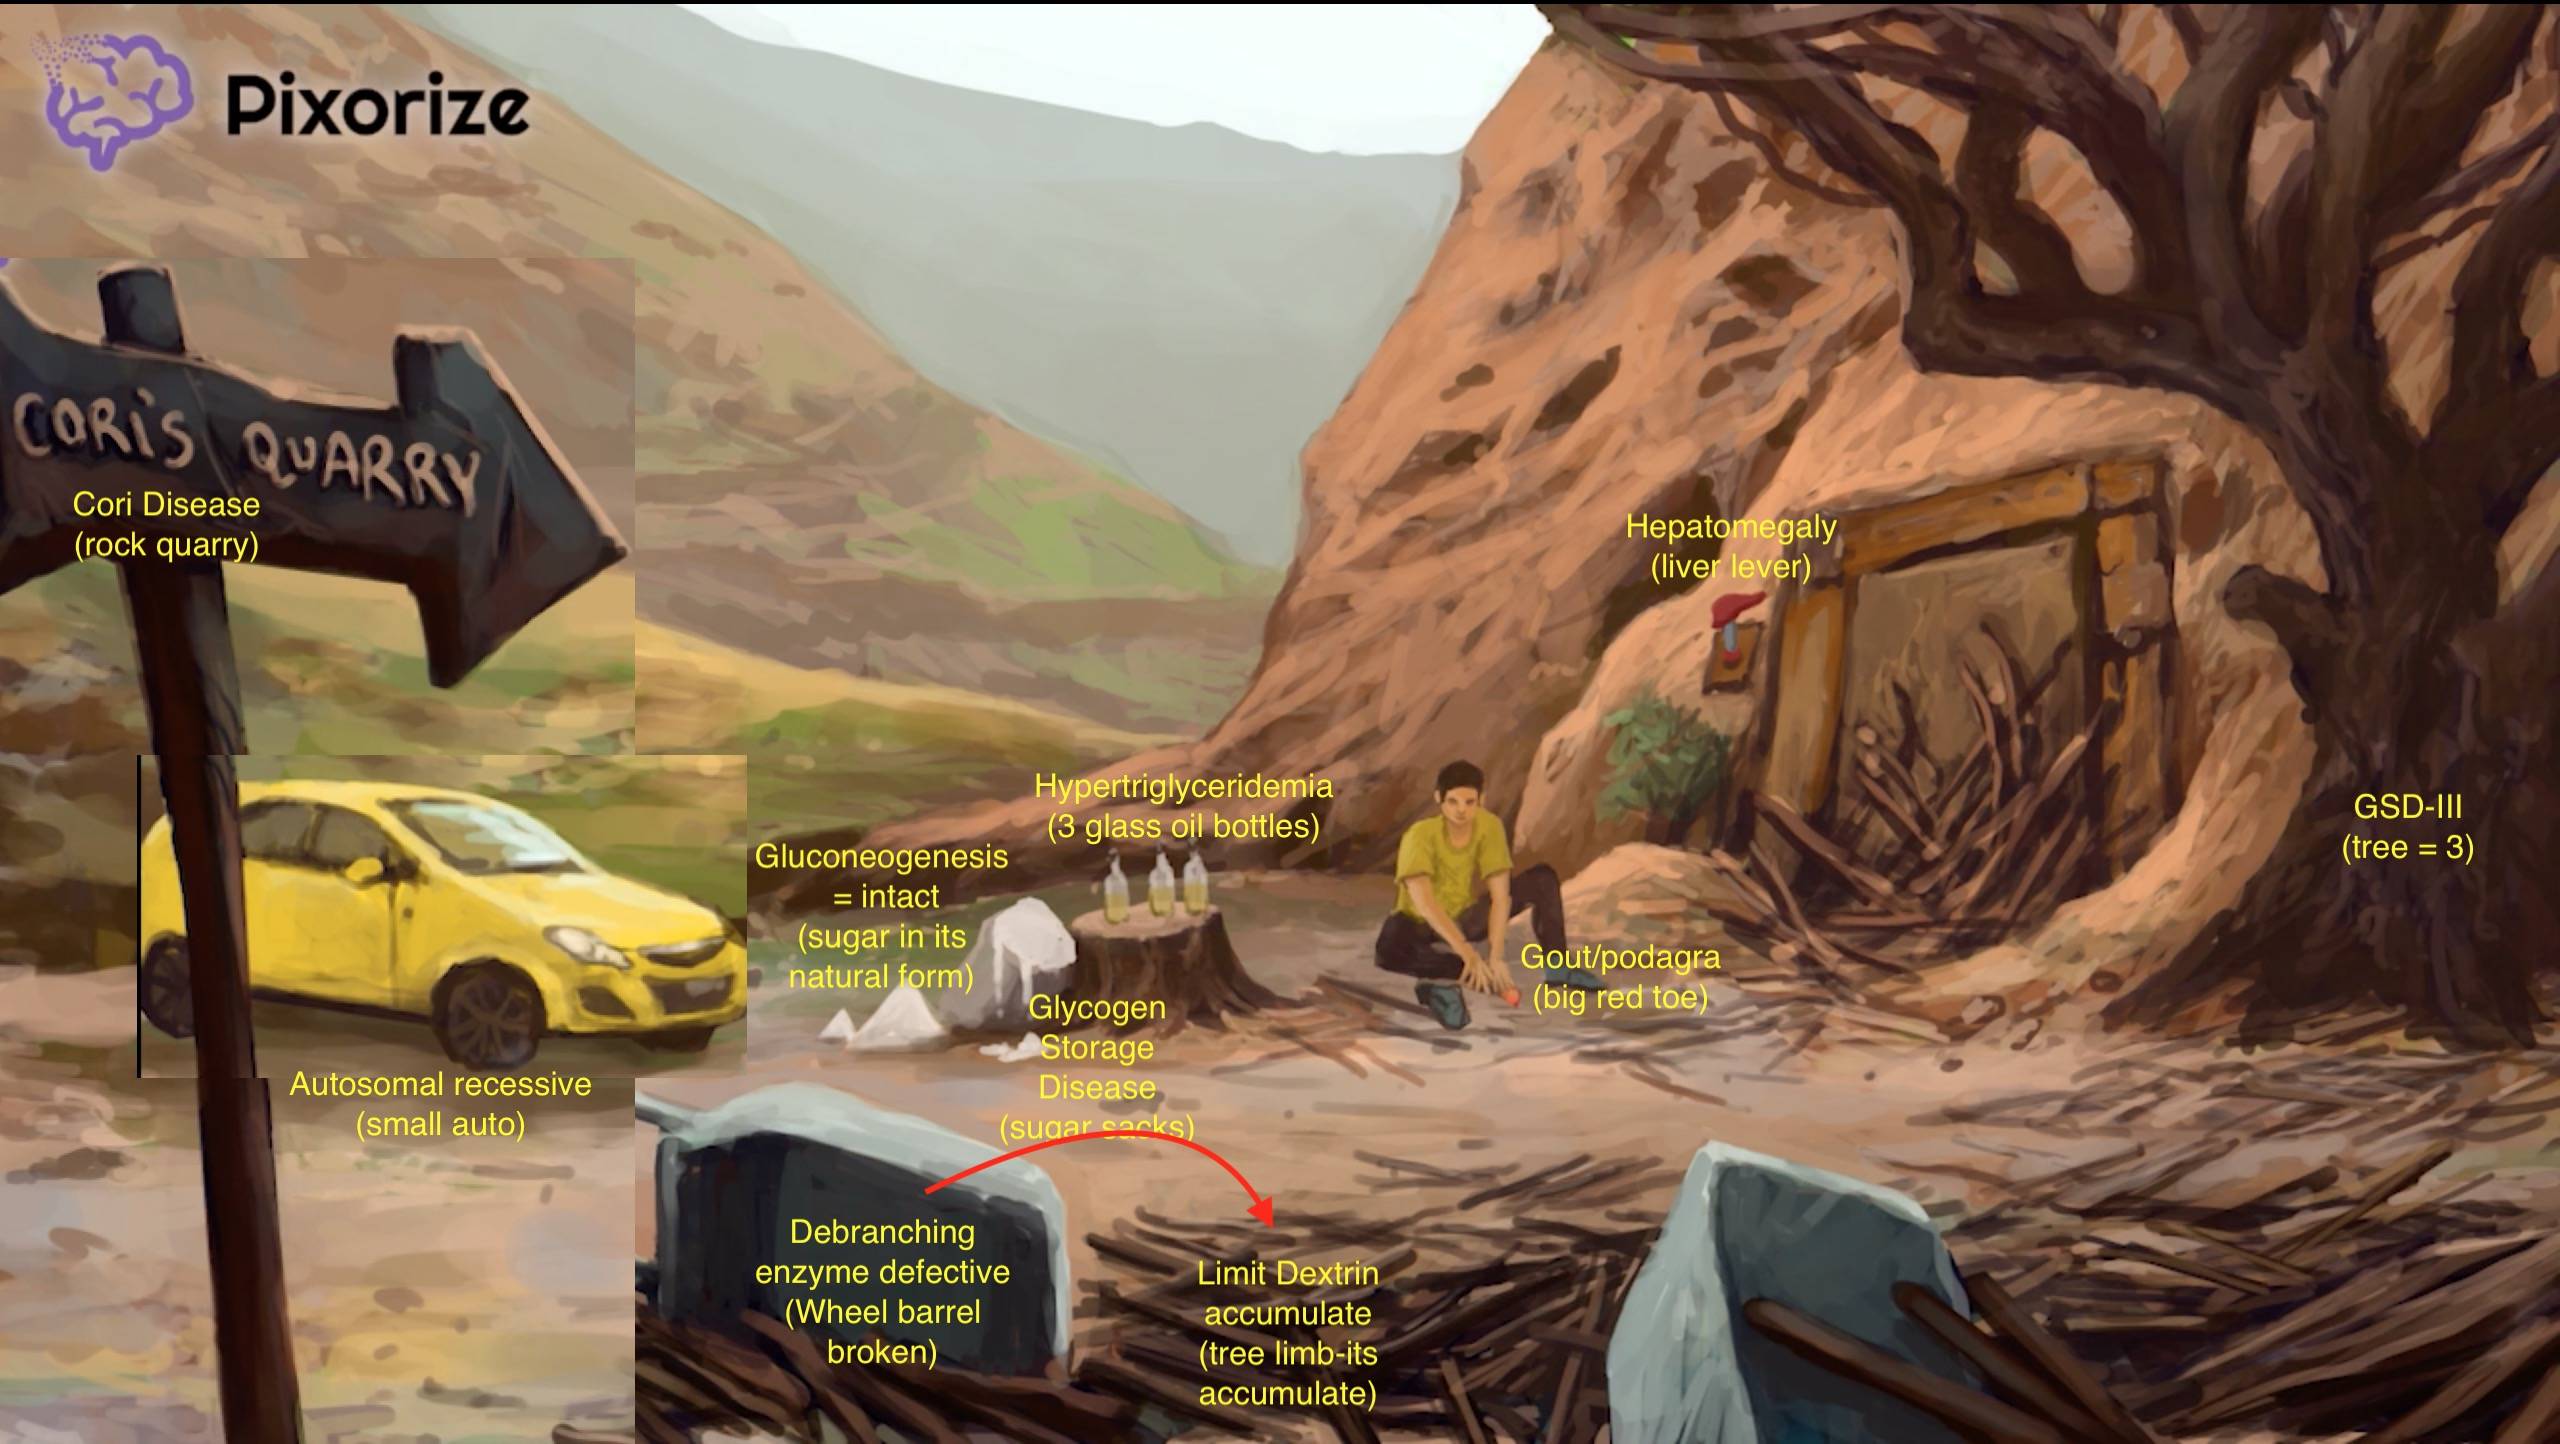 Pixorize
CORI'S QUARRY
Cori Disease
(rock quarry)
Hepatomegaly
(liver lever)
Hypertriglyceridemia
(3 glass oil bottles)
GSD-III
(tree = 3)
Gluconeogenesis
= intact
(sugar in its
natural form)
Gout/podagra
(big red toe)
Glycogen
Storage
Disease
(sugar sacks)
Autosomal recessive
(small auto)
Debranching
enzyme defective
(Wheel barrel
broken)
Limit Dextrin
accumulate
(tree limb-its
accumulate)